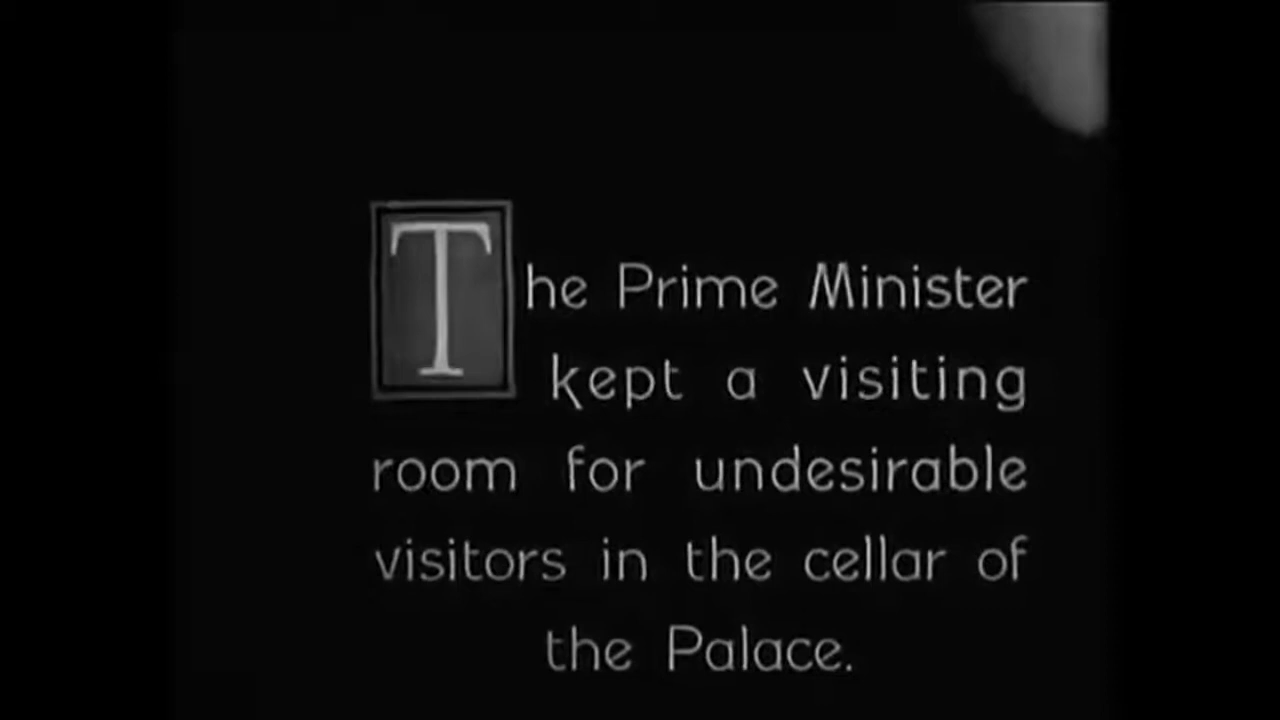 The Prime Minister
kept a visiting
room for undesirable
visitors in the cellar of
the Palace.